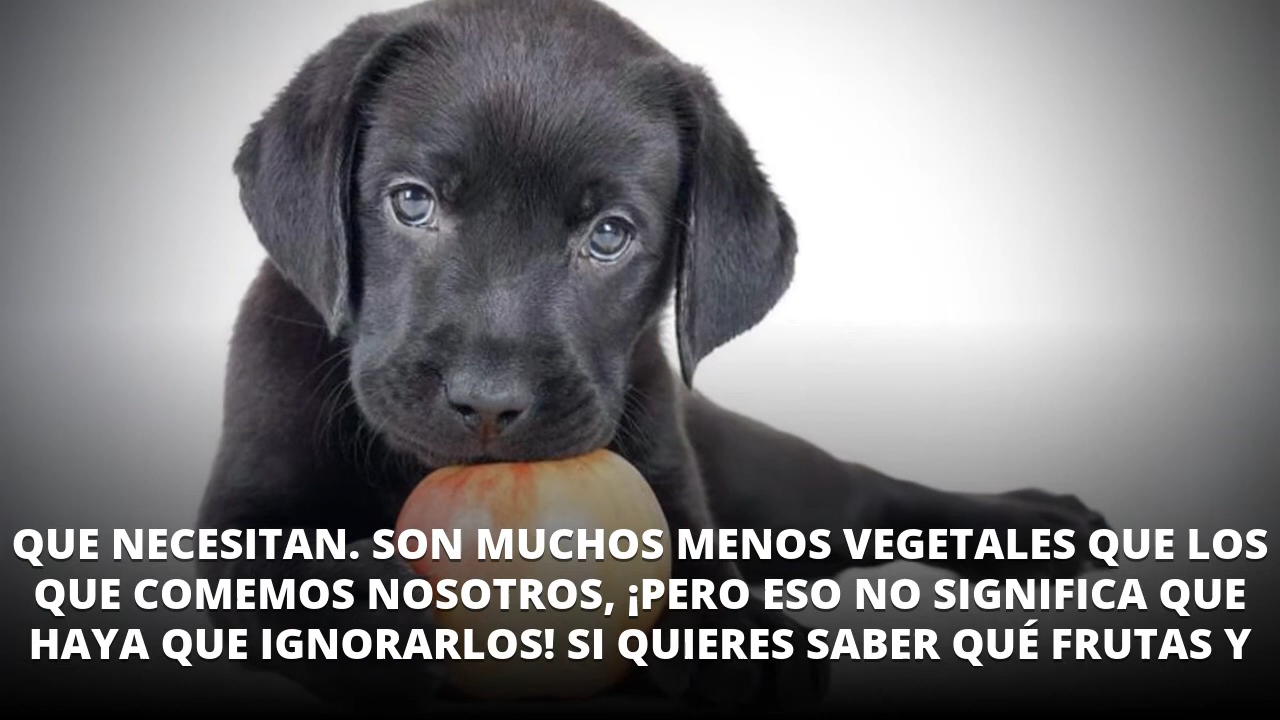 QUE NECESITAN. SON MUCHOS MENOS VEGETALES QUE LOS
QUE COMEMOS NOSOTROS, ¡PERO ESO NO SIGNIFICA QUE
HAYA QUE IGNORARLOS! SI QUIERES SABER QUÉ FRUTAS Y